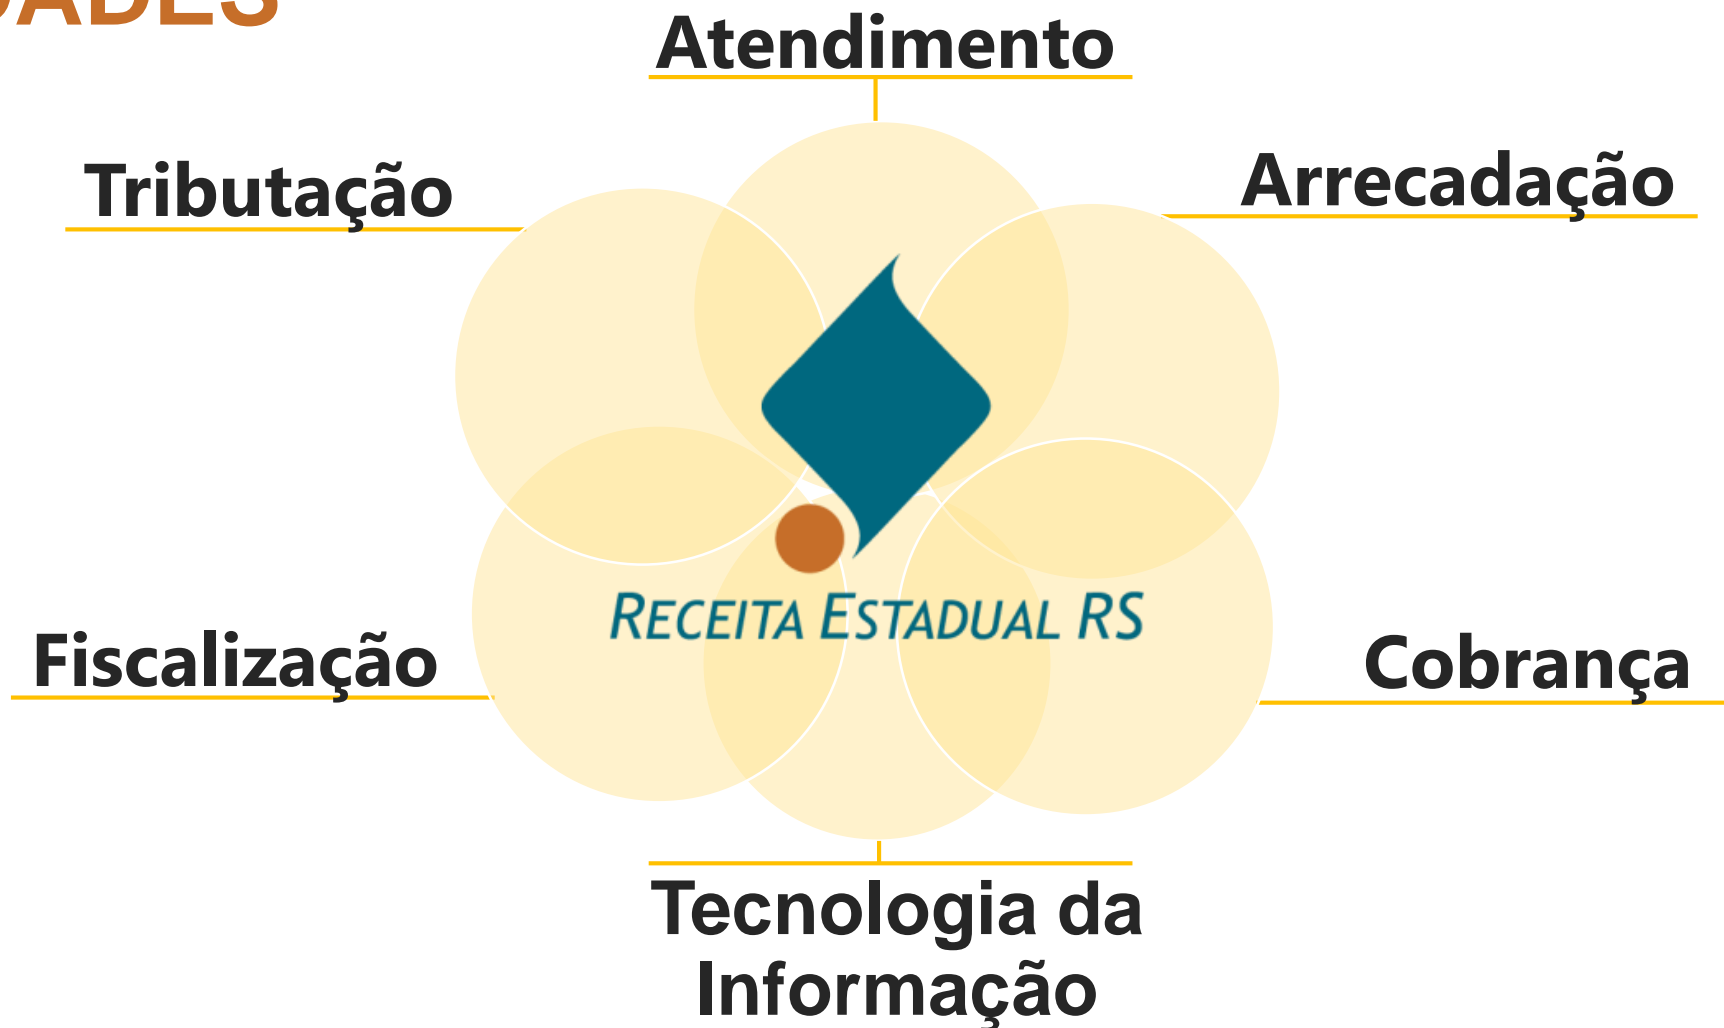 Atendimento
Tributação
Arrecadação
RECEITA ESTADUAL RS
Fiscalização
Cobrança
Tecnologia da
Informação